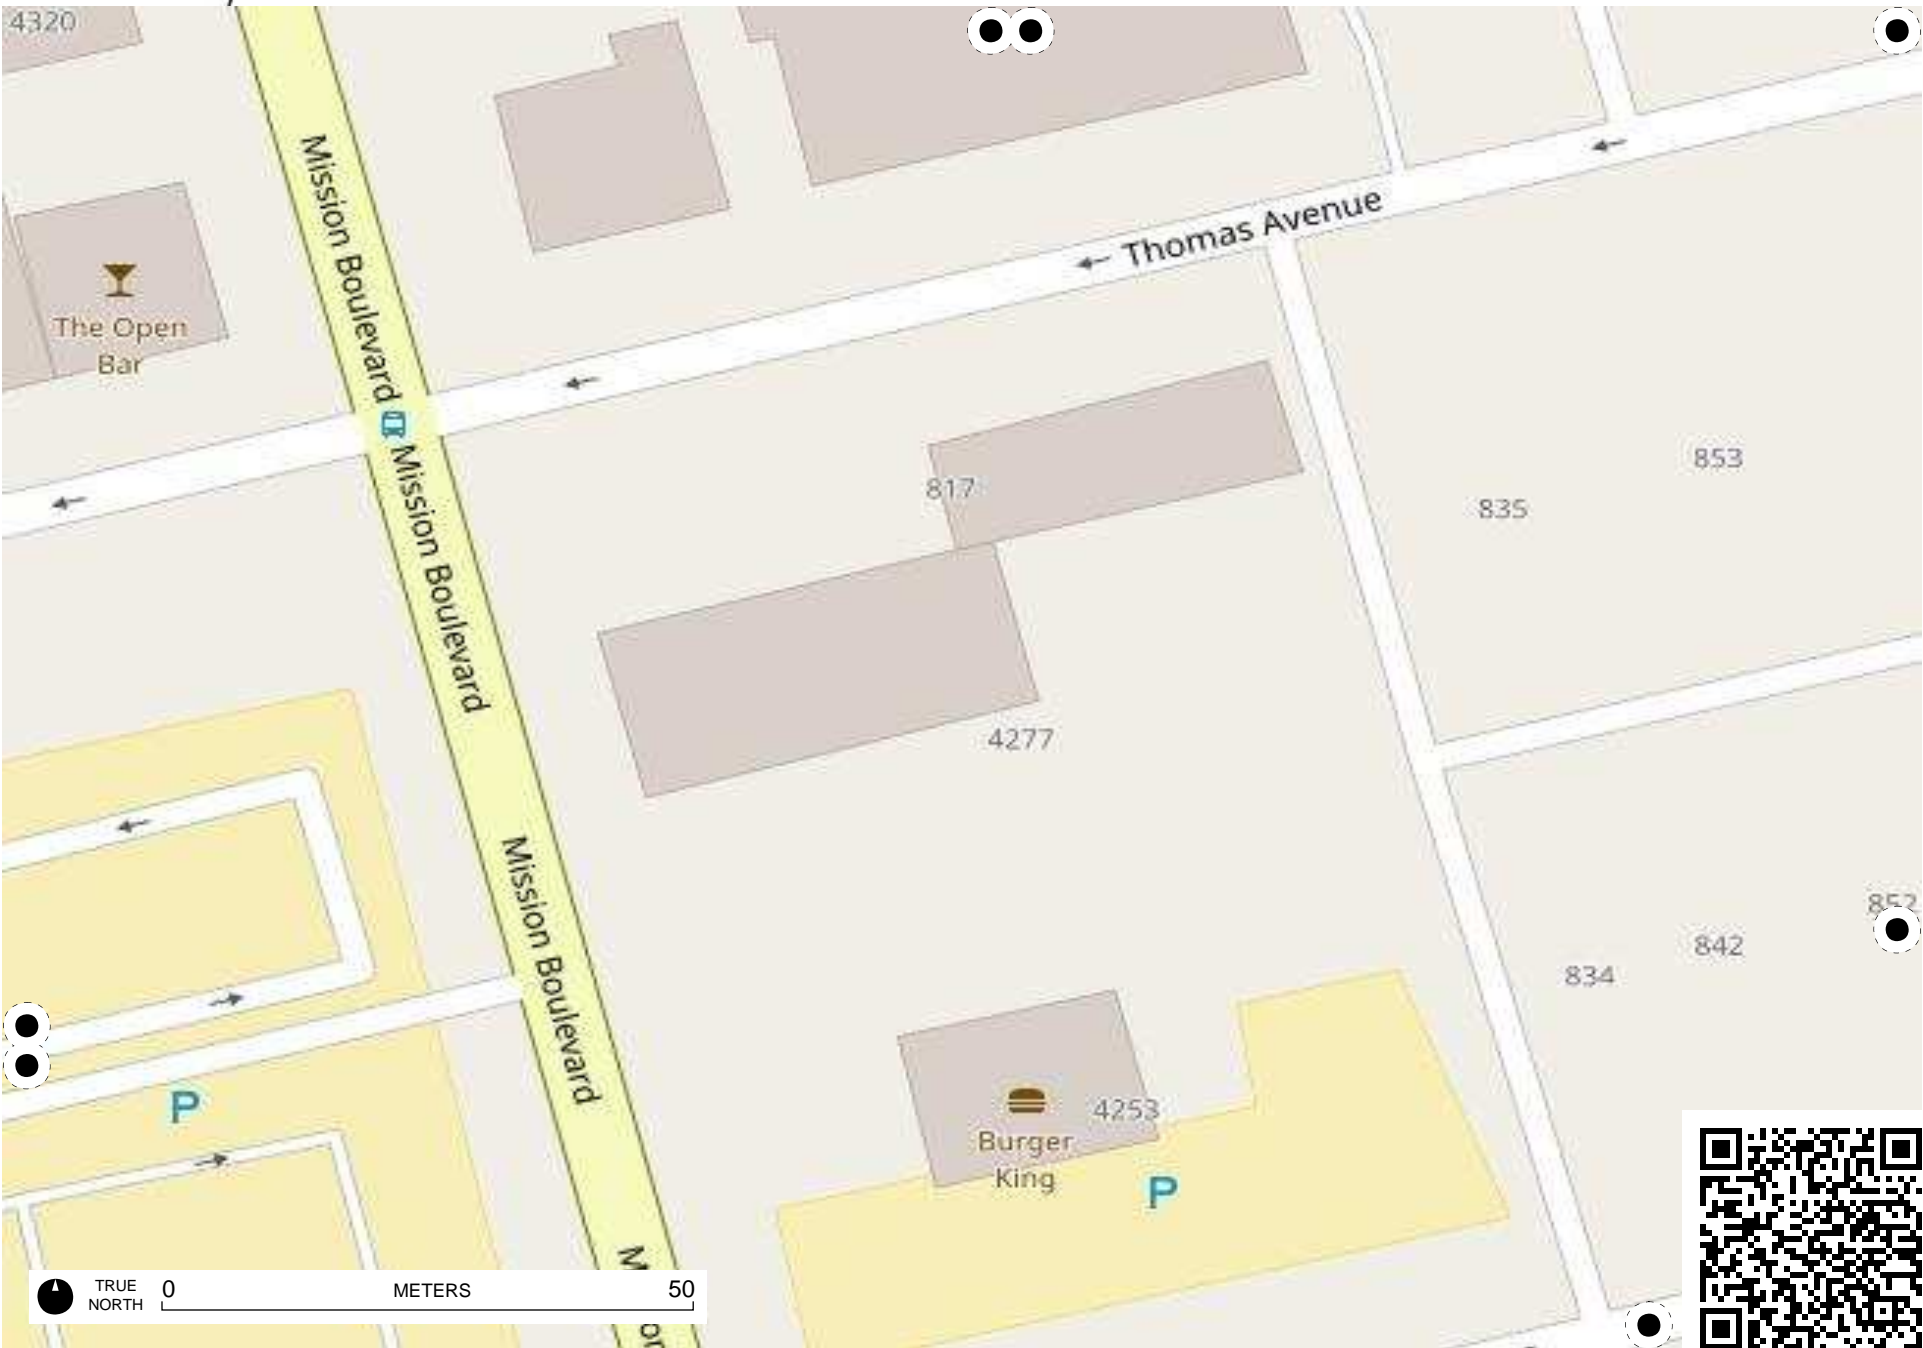 4320
Mission Boulevard
Thomas Avenue
The Open
Bar
853
817
835
Mission Boulevard
4277
Mission Boulevard
852
842
834
P
4253
Burger
King
P
TRUE
NORTH
0
METERS
50